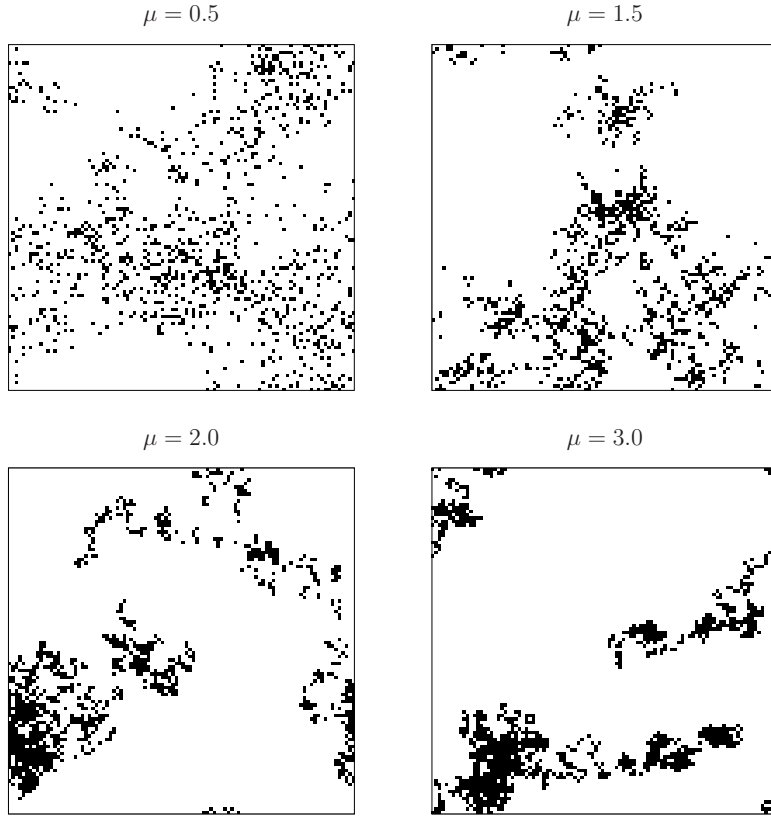 μ = 0.5
μ = 1.5
μ = 2.0
μ = 3.0